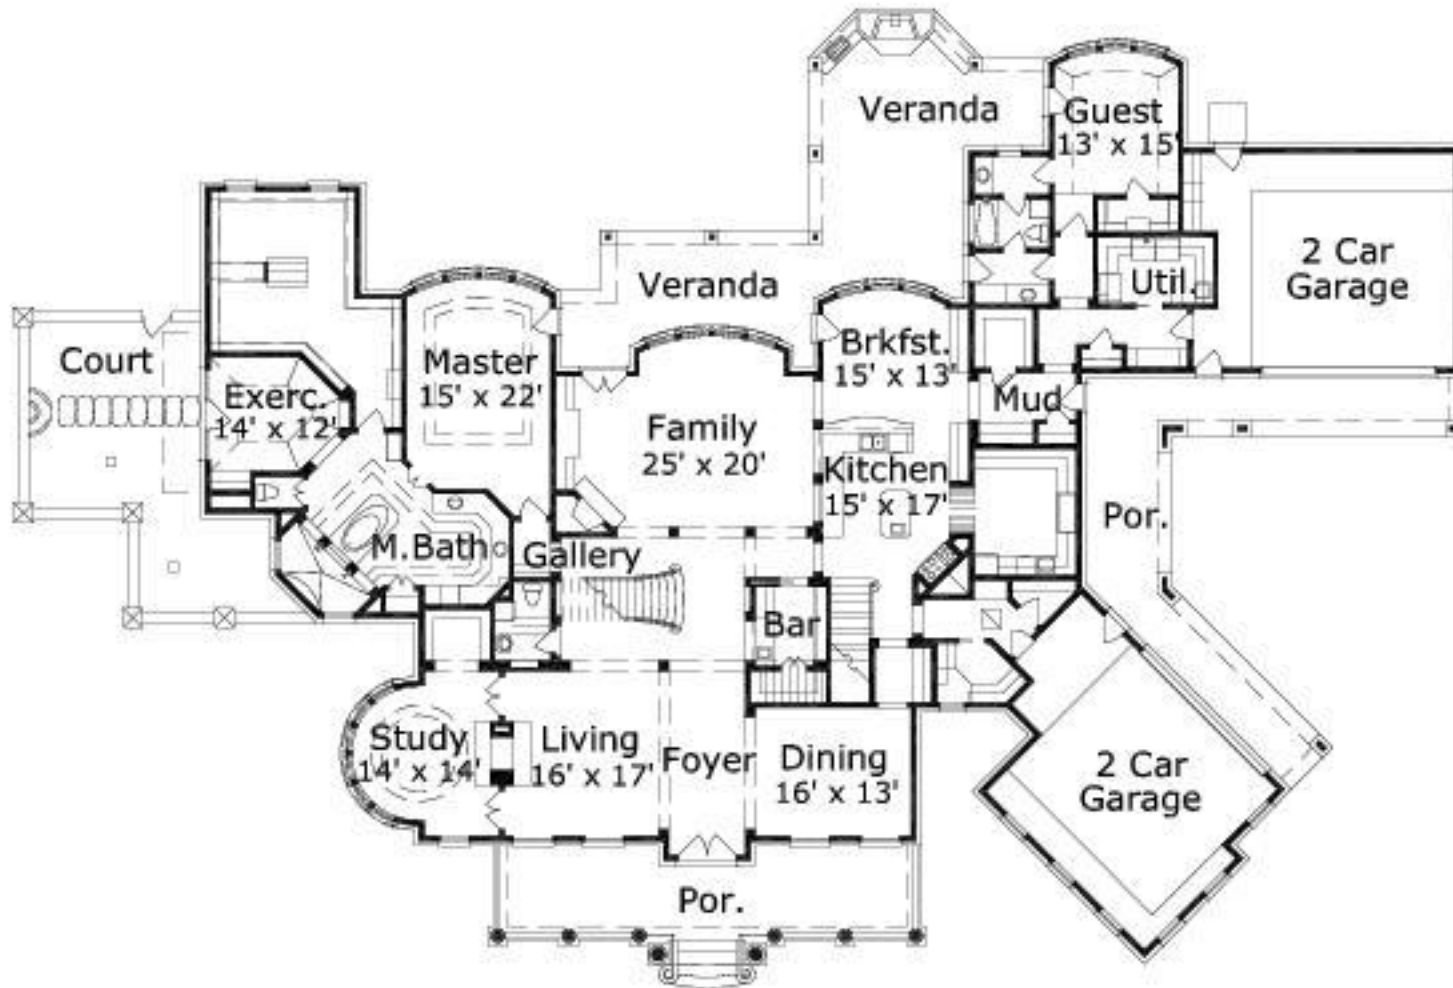 Veranda
Guest
13' x 15'
2 Car
Garage
Util.
Veranda
Court
Master
15' x 22'
Brkfst.
15' x 13'
Exerc.
14' x 12'
Mud
Family
25' x 20'
Kitchen
15' x 17'
Por.
M.Bath
Gallery
Bar
Study
14' x 14'
Living
16' x 17'
Foyer
Dining
16' x 13'
2 Car
Garage
Por.